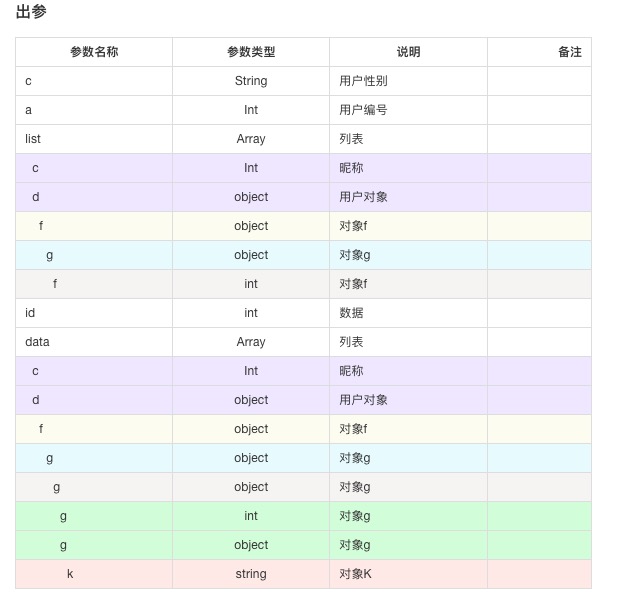 出参
参数名称 参数类型 说明 备注
c String 用户性别
a Int 用户编号
list Array 列表
c Int 昵称
d object 用户对象
f object 对象f
g object 对象g
f int 对象f
id int 数据
data Array 列表
c Int 昵称
d object 用户对象
f object 对象f
g object 对象g
g object 对象g
g int 对象g
g object 对象g
k string 对象K